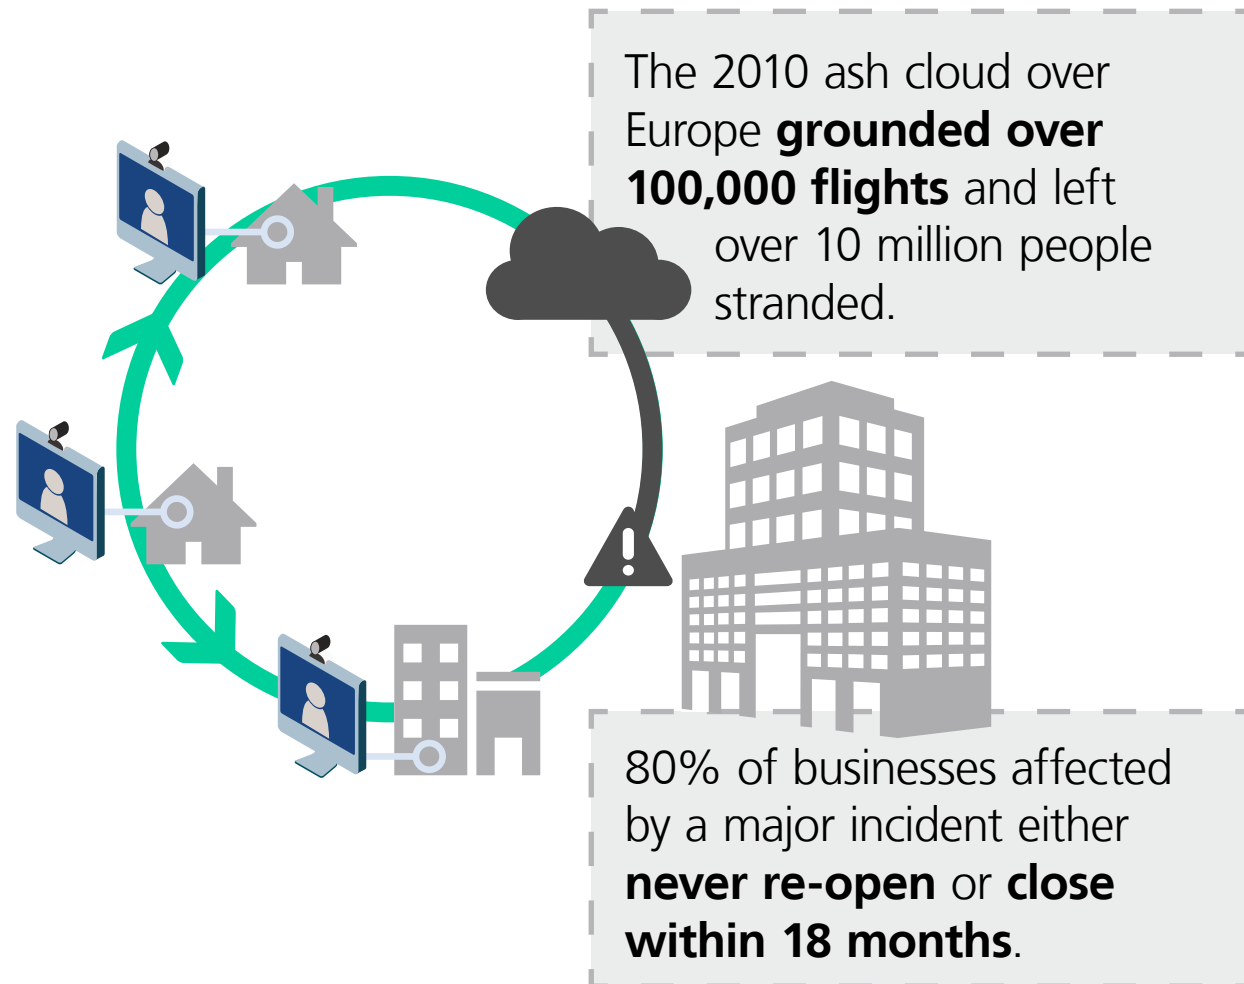 The 2010 ash cloud over
Europe grounded over
100,000 flights and left
over 10 million people
stranded.
80% of businesses affected
by a major incident either
never re-open or close
within 18 months.